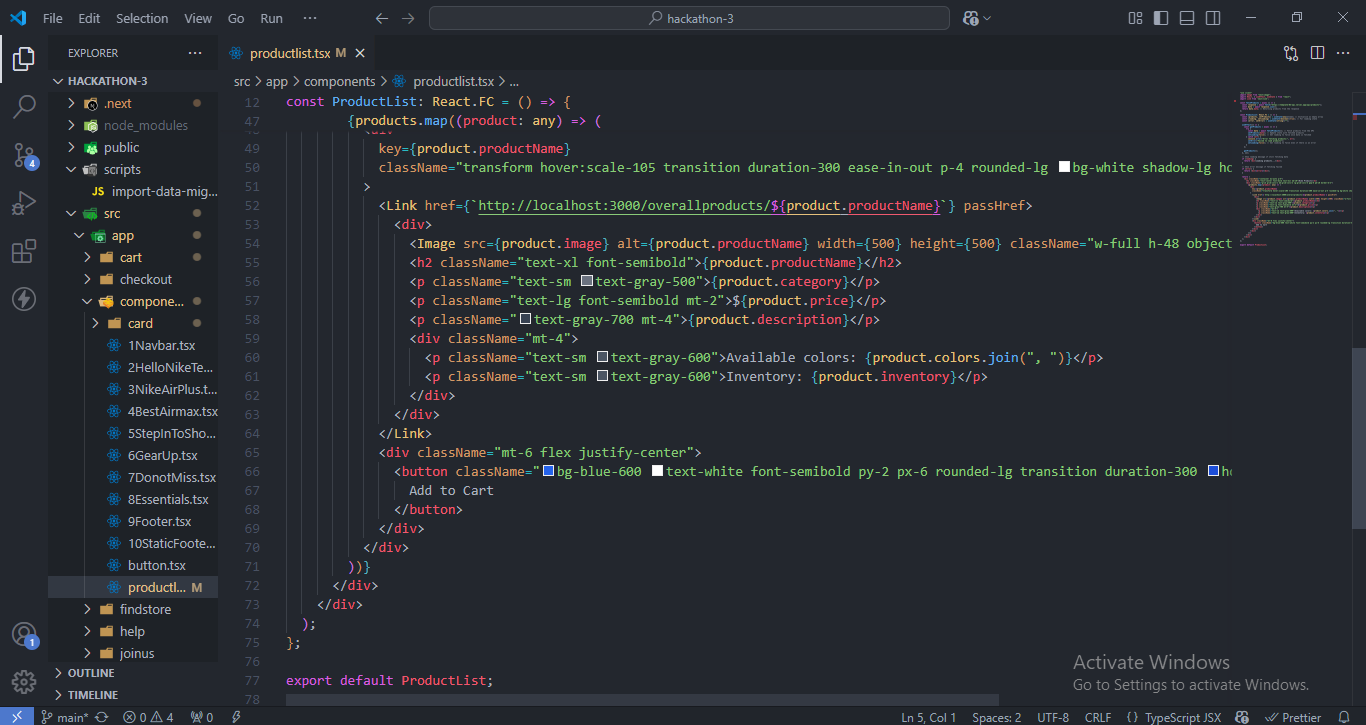 File Edit Selection View Go Run ··· hackathon-3
EXPLORER ···
productlist.tsx M
HACKATHON-3
src > app > components > productlist.tsx > ...
.next
node_modules
public
scripts
JS import-data-mig...
src
app
cart
checkout
compone...
card
1Navbar.tsx
2HelloNikeTe...
3NikeAirPlus.t...
4BestAirmax.tsx
5StepInToSho...
6GearUp.tsx
7DonotMiss.tsx
8Essentials.tsx
9Footer.tsx
10StaticFoote...
button.tsx
productl... M
findstore
help
joinus
OUTLINE
TIMELINE
4
1
12 const ProductList: React.FC = () => {
47 {products.map((product: any) => (
49 key={product.productName}
50 className="transform hover:scale-105 transition duration-300 ease-in-out p-4 rounded-lg bg-white shadow-lg ho
51 >
52 <Link href={`http://localhost:3000/overallproducts/${product.productName}`} passHref>
53 <div>
54 <Image src={product.image} alt={product.productName} width={500} height={500} className="w-full h-48 object
55 <h2 className="text-xl font-semibold">{product.productName}</h2>
56 <p className="text-sm text-gray-500">{product.category}</p>
57 <p className="text-lg font-semibold mt-2">${product.price}</p>
58 <p className="text-gray-700 mt-4">{product.description}</p>
59 <div className="mt-4">
60 <p className="text-sm text-gray-600">Available colors: {product.colors.join(", ")}</p>
61 <p className="text-sm text-gray-600">Inventory: {product.inventory}</p>
62 </div>
63 </div>
64 </Link>
65 <div className="mt-6 flex justify-center">
66 <button className="bg-blue-600 text-white font-semibold py-2 px-6 rounded-lg transition duration-300 ho
67 Add to Cart
68 </button>
69 </div>
70 </div>
71 ))}
72 </div>
73 </div>
74 );
75 };
76
77 export default ProductList;
78
Activate Windows
Go to Settings to activate Windows.
main* 0 4 0 Ln 5, Col 1 Spaces: 2 UTF-8 CRLF {} TypeScript JSX Prettier